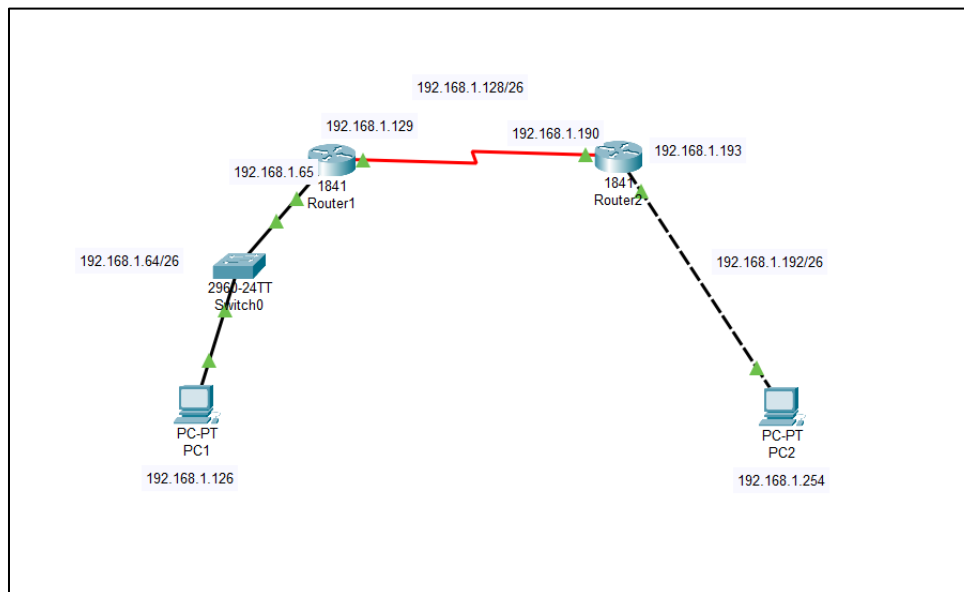 192.168.1.128/26
192.168.1.129
192.168.1.190
192.168.1.193
192.168.1.65
1841
Router1
1841
Router2
192.168.1.64/26
192.168.1.192/26
2960-24TT
Switch0
PC-PT
PC1
PC-PT
PC2
192.168.1.126
192.168.1.254